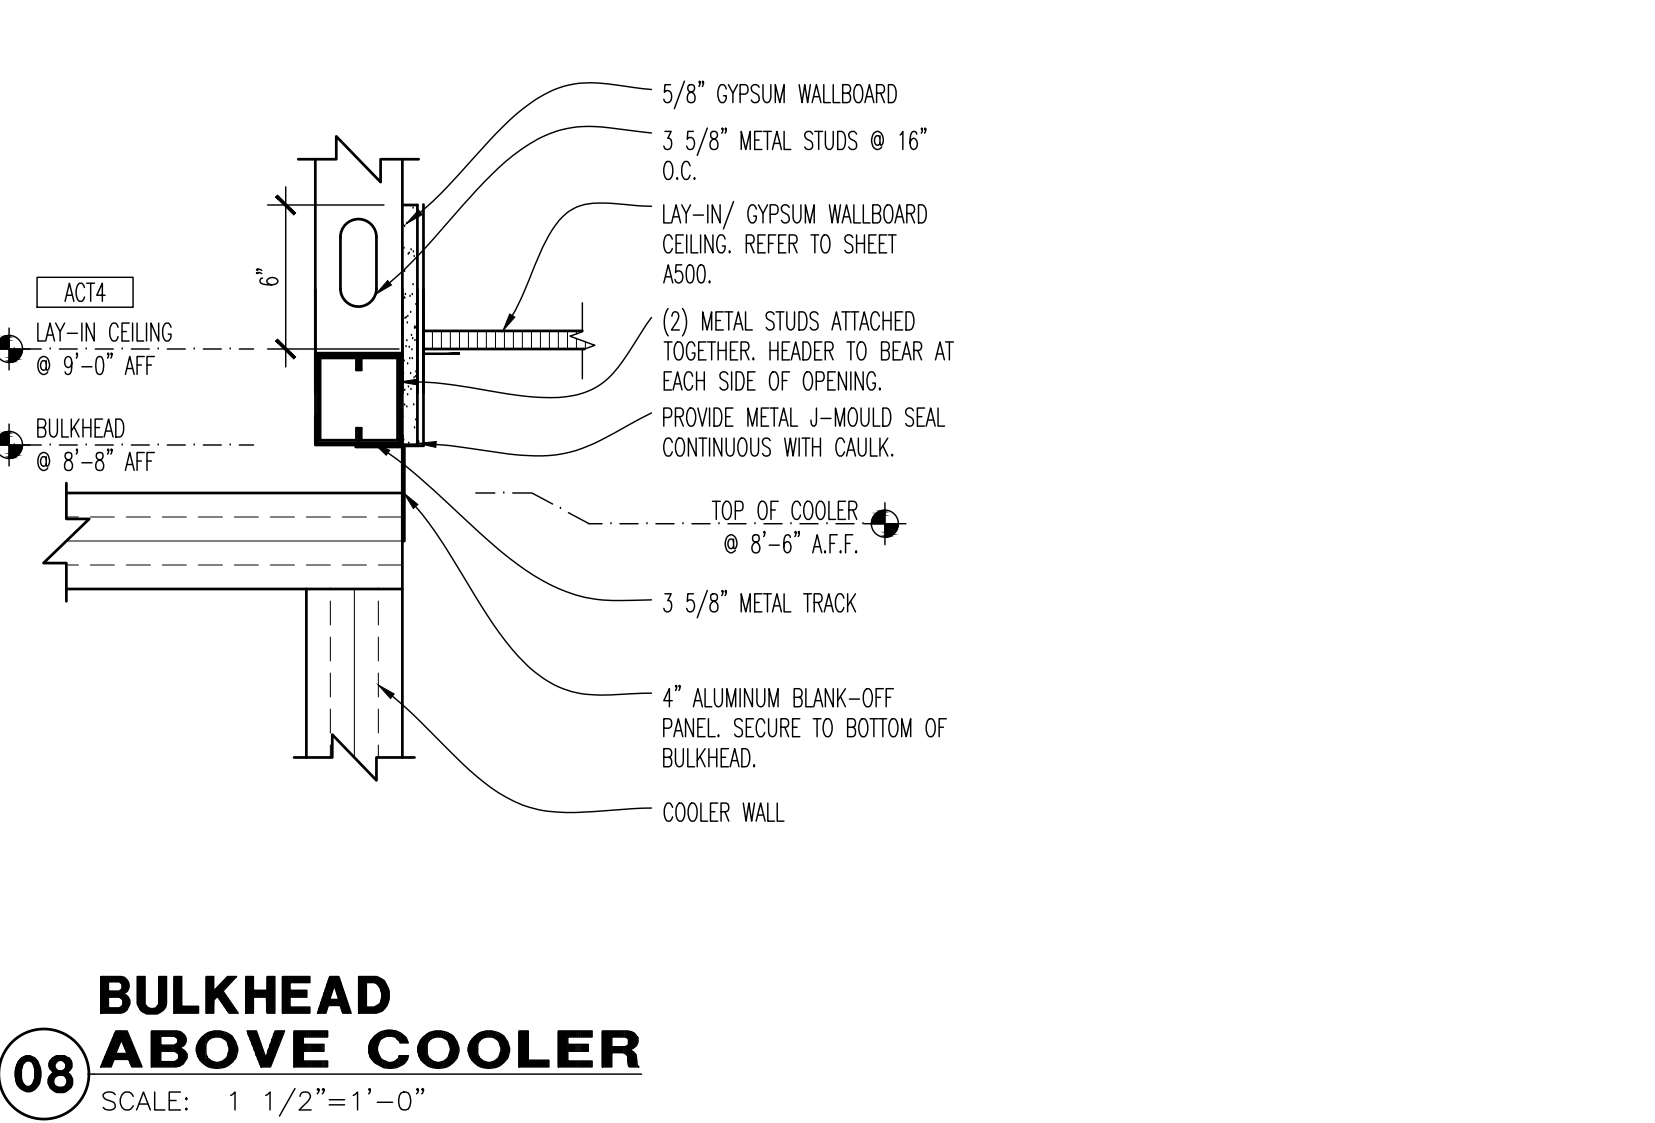 5/8" GYPSUM WALLBOARD
3 5/8" METAL STUDS @ 16"
O.C.
LAY-IN/ GYPSUM WALLBOARD
CEILING. REFER TO SHEET
A500.
6"
ACT4
LAY-IN CEILING
@ 9'-0" AFF
(2) METAL STUDS ATTACHED
TOGETHER. HEADER TO BEAR AT
EACH SIDE OF OPENING.
BULKHEAD
@ 8'-8" AFF
PROVIDE METAL J-MOULD SEAL
CONTINUOUS WITH CAULK.
TOP OF COOLER
@ 8'-6" A.F.F.
3 5/8" METAL TRACK
4" ALUMINUM BLANK-OFF
PANEL. SECURE TO BOTTOM OF
BULKHEAD.
COOLER WALL
BULKHEAD
ABOVE COOLER
08
SCALE: 1 1/2"=1'-0"